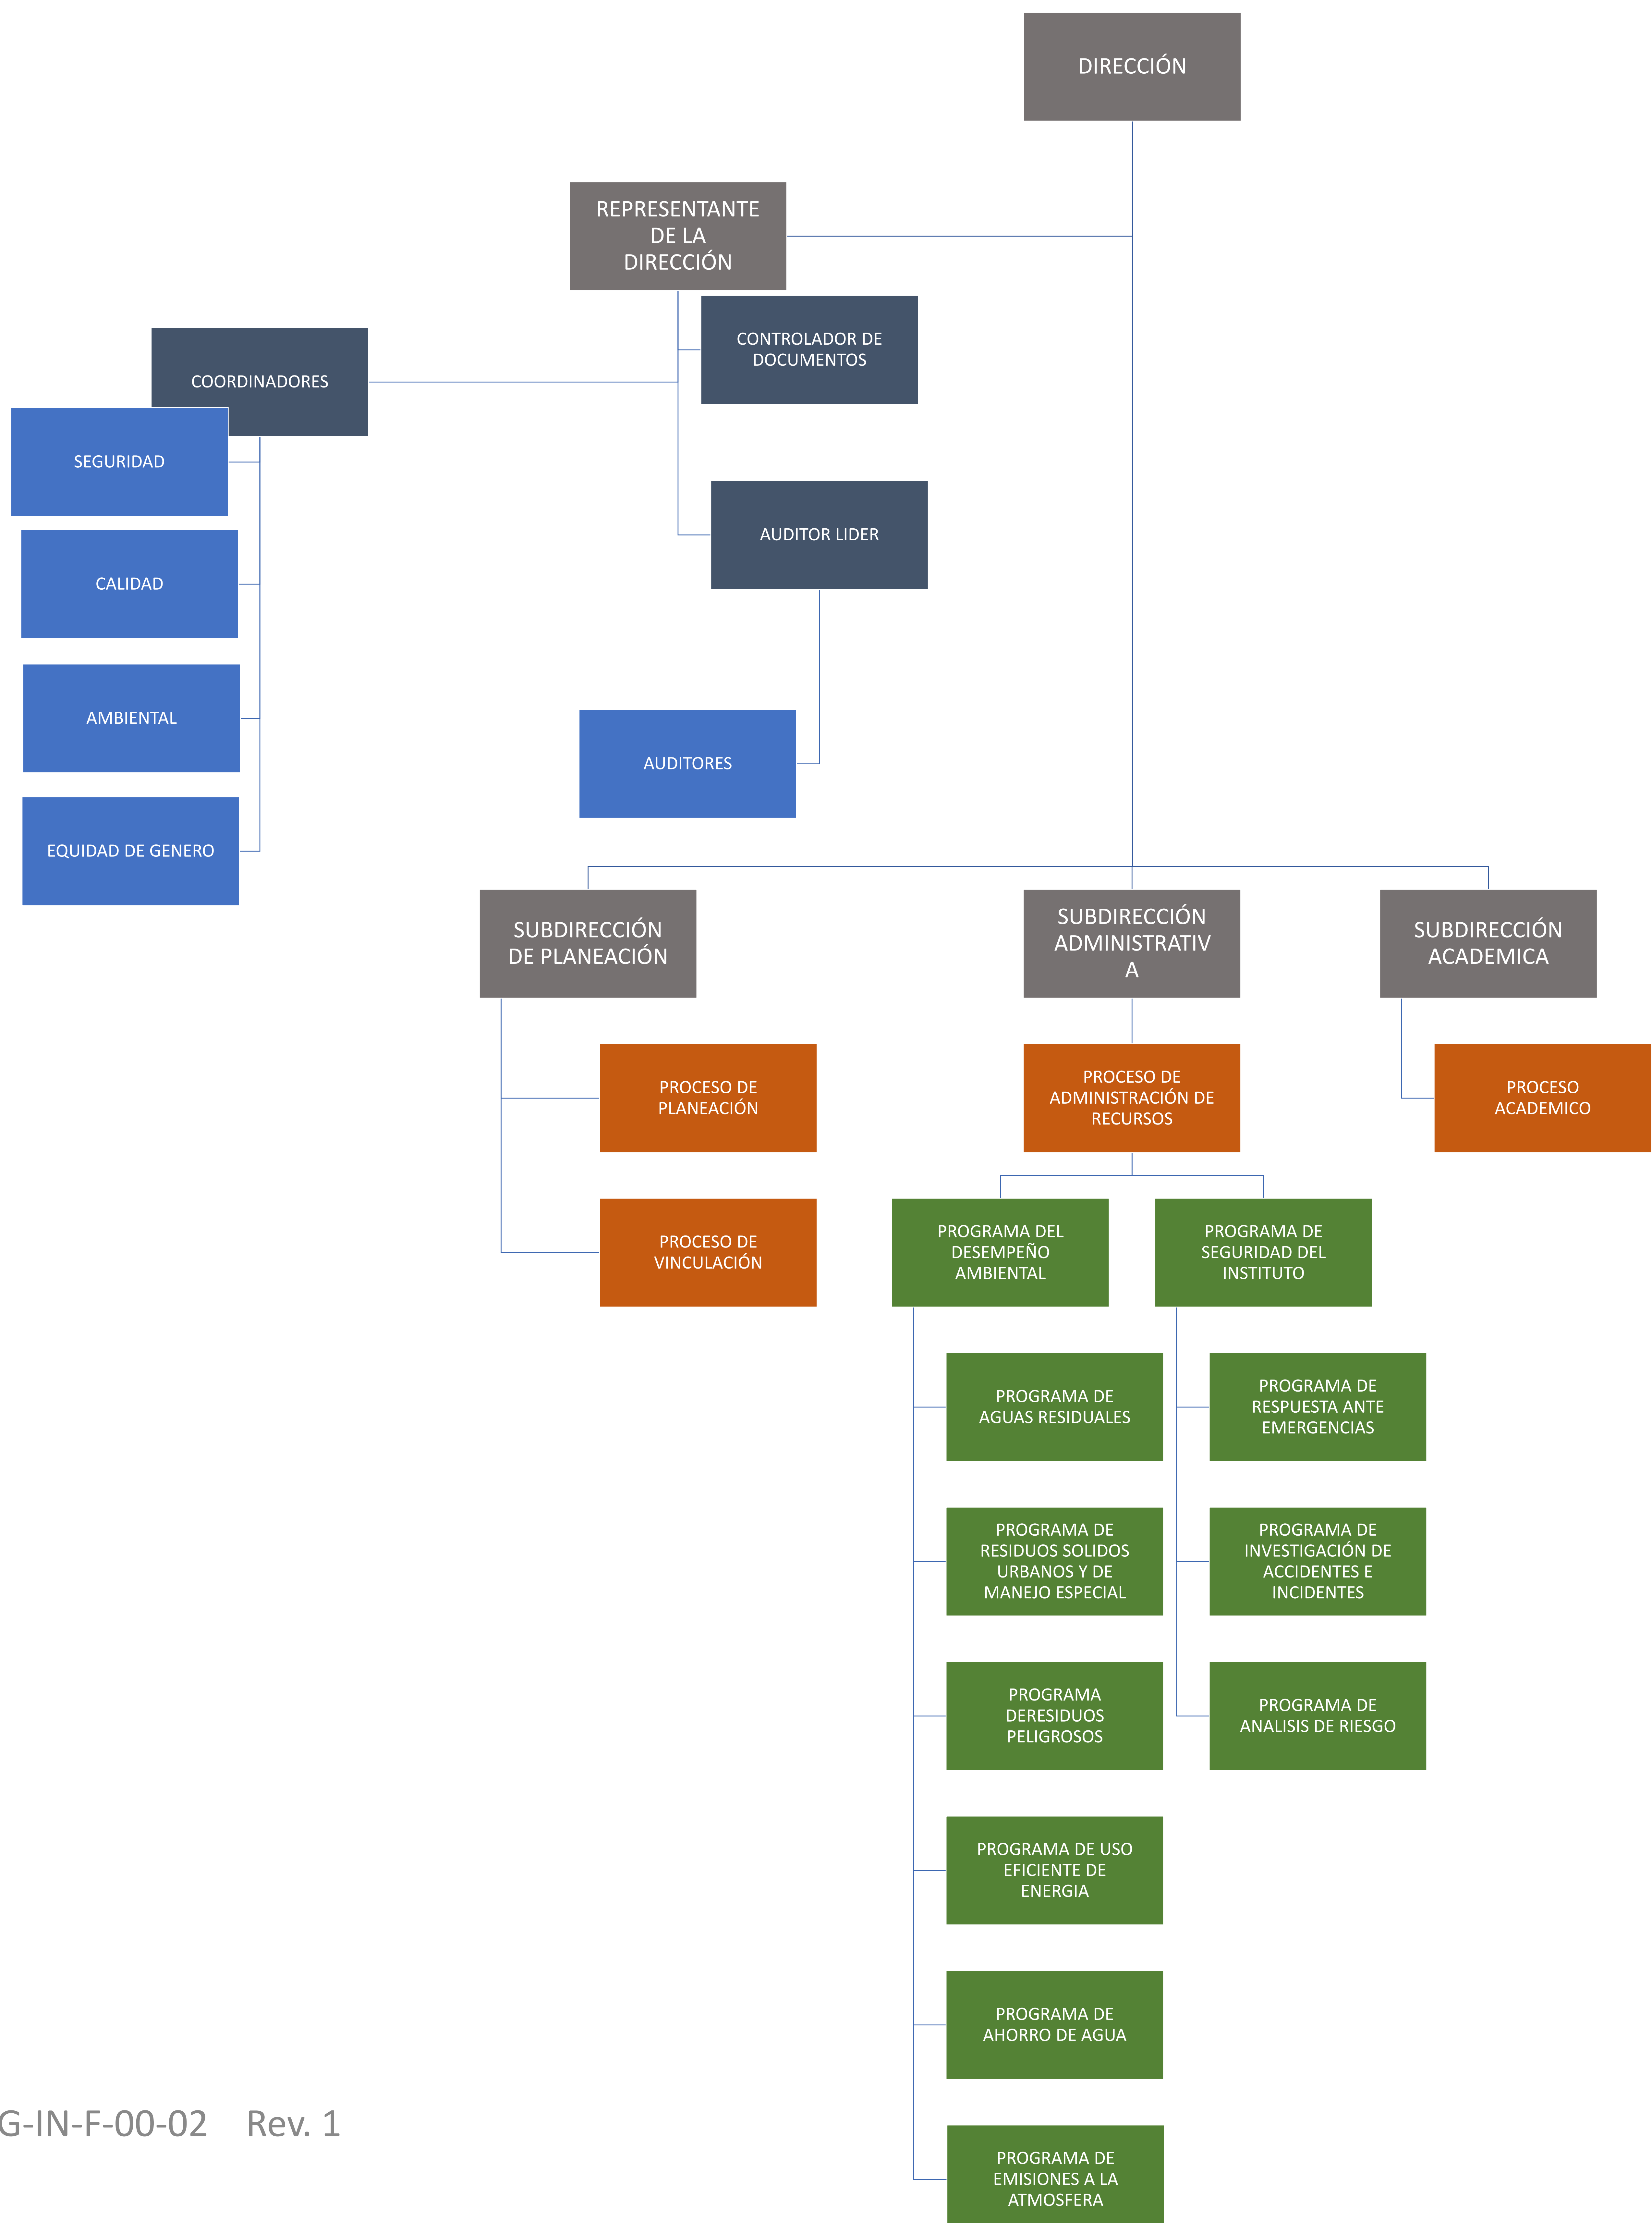 DIRECCIÓN
REPRESENTANTE
DE LA
DIRECCIÓN
CONTROLADOR DE
DOCUMENTOS
COORDINADORES
SEGURIDAD
CALIDAD
AMBIENTAL
EQUIDAD DE GENERO
AUDITOR LIDER
AUDITORES
SUBDIRECCIÓN
DE PLANEACIÓN
PROCESO DE
PLANEACIÓN
PROCESO DE
VINCULACIÓN
SUBDIRECCIÓN
ADMINISTRATIV
A
PROCESO DE
ADMINISTRACIÓN DE
RECURSOS
PROGRAMA DEL
DESEMPEÑO
AMBIENTAL
PROGRAMA DE
AGUAS RESIDUALES
PROGRAMA DE
RESIDUOS SOLIDOS
URBANOS Y DE
MANEJO ESPECIAL
PROGRAMA
DERESIDUOS
PELIGROSOS
PROGRAMA DE USO
EFICIENTE DE
ENERGIA
PROGRAMA DE
AHORRO DE AGUA
PROGRAMA DE
EMISIONES A LA
ATMOSFERA
PROGRAMA DE
SEGURIDAD DEL
INSTITUTO
PROGRAMA DE
RESPUESTA ANTE
EMERGENCIAS
PROGRAMA DE
INVESTIGACIÓN DE
ACCIDENTES E
INCIDENTES
PROGRAMA DE
ANALISIS DE RIESGO
SUBDIRECCIÓN
ACADEMICA
PROCESO
ACADEMICO
G-IN-F-00-02 Rev. 1